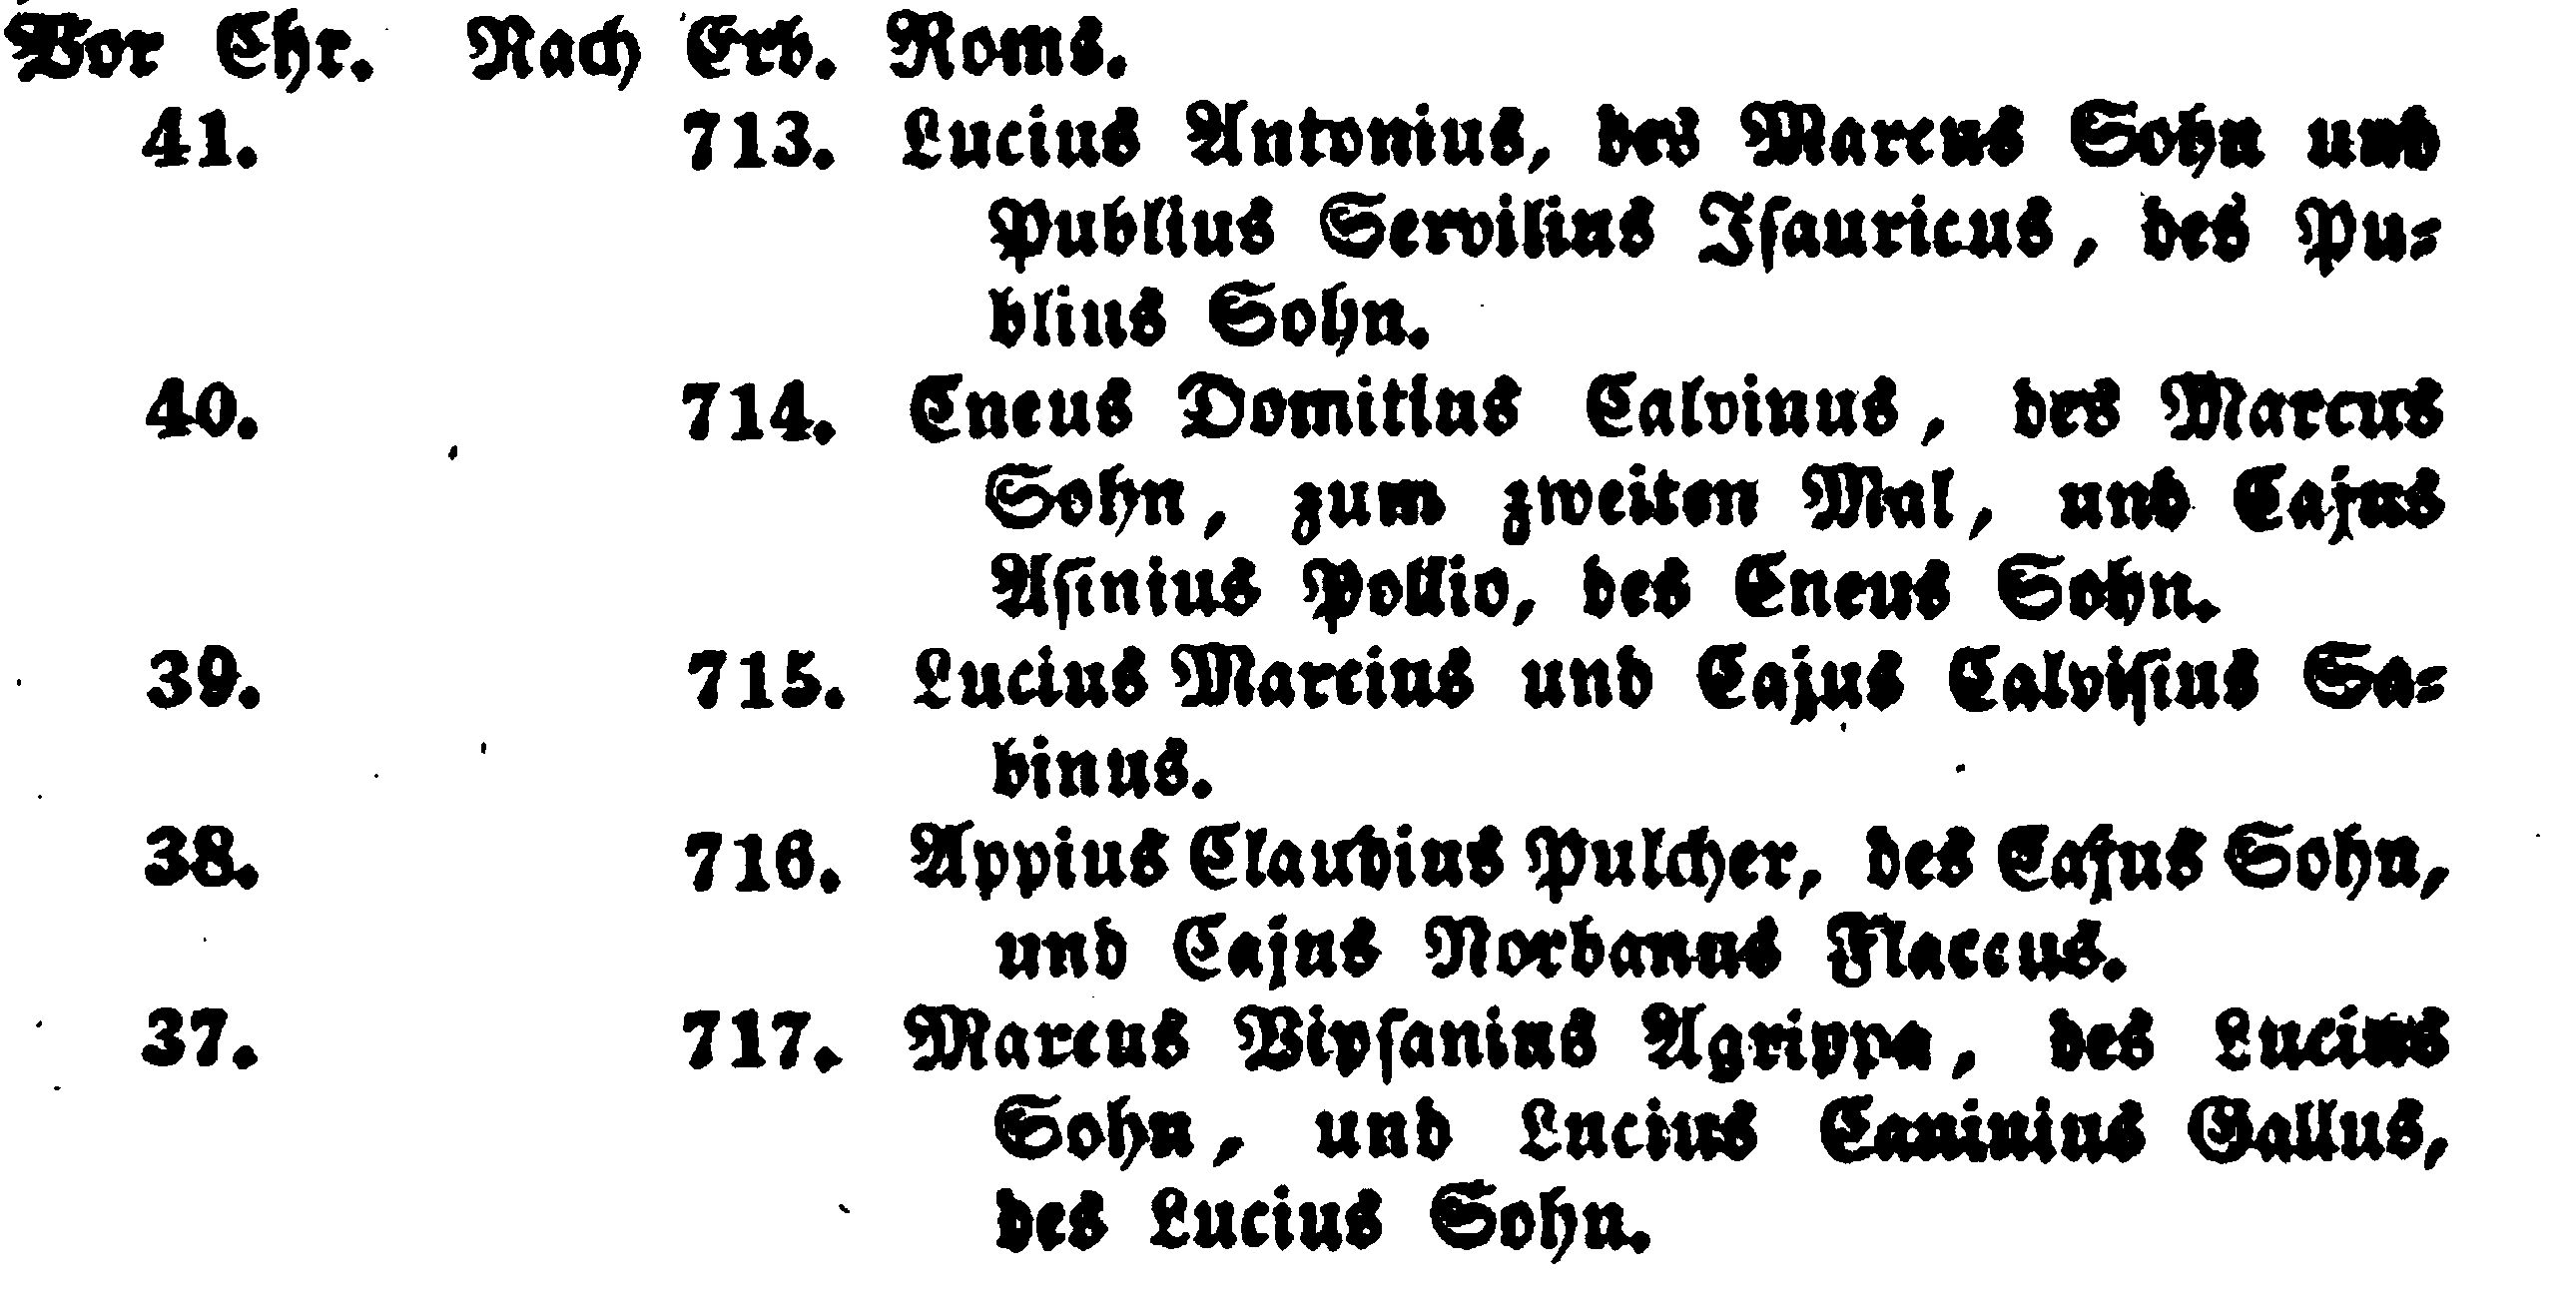 Vor Chr. Nach Erb. Roms.
41. 713. Lucius Antonius, des Marcus Sohn und
Publius Servilius Iſauricus, des Pu⸗
blius Sohn.
40. 714. Cneus Domitius Calvinus, des Marcus
Sohn, zum zweiten Mal, und Cajus
Aſinius Pollio, des Cneus Sohn.
39. 715. Lucius Marcius und Cajus Calviſius Sa⸗
binus.
38. 716. Appius Claudius Pulcher, des Cajus Sohn,
und Cajus Norbanus Flaccus.
37. 717. Marcus Vipſanius Agrippa, des Lucius
Sohn, und Lucius Caninius Gallus,
des Lucius Sohn.